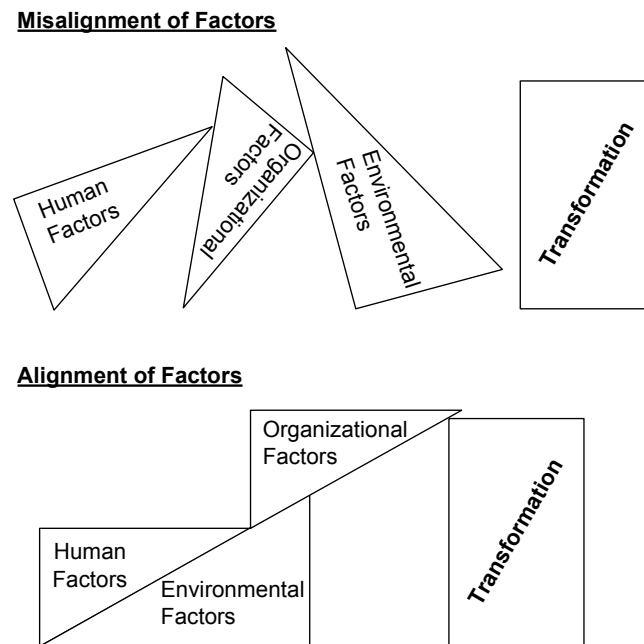 Misalignment of Factors
Human
Factors
Organizational
Factors
Environmental
Factors
Transformation
Alignment of Factors
Organizational
Factors
Human
Factors
Environmental
Factors
Transformation